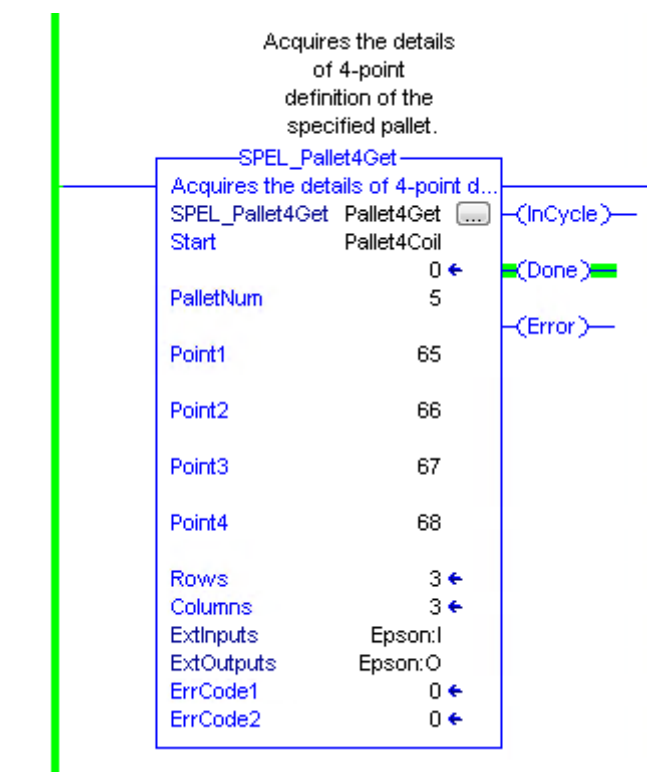 Acquires the details
of 4-point
definition of the
specified pallet.
SPEL_Pallet4Get
Acquires the details of 4-point d...
SPEL_Pallet4Get Pallet4Get ... (InCycle)
Start Pallet4Coil
0 (Done)
PalletNum 5
(Error)
Point1 65
Point2 66
Point3 67
Point4 68
Rows 3
Columns 3
ExtInputs Epson:I
ExtOutputs Epson:O
ErrCode1 0
ErrCode2 0